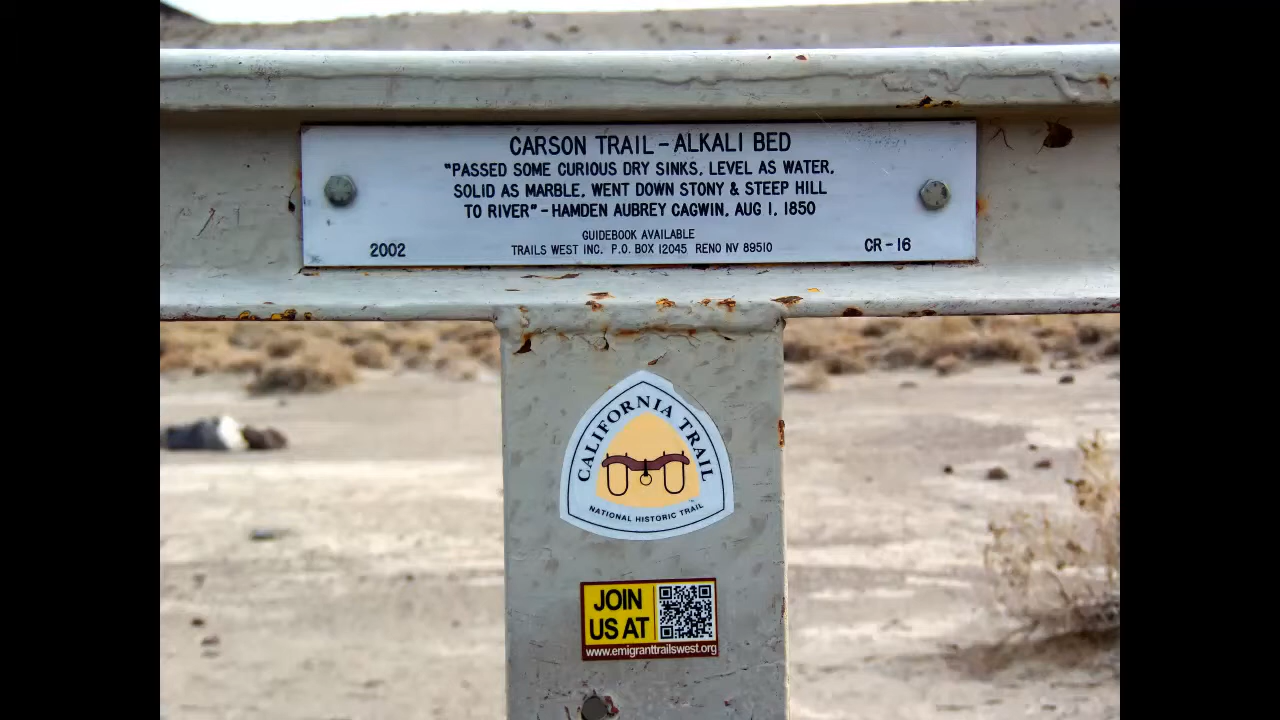 CARSON TRAIL - ALKALI BED
"PASSED SOME CURIOUS DRY SINKS, LEVEL AS WATER,
SOLID AS MARBLE, WENT DOWN STONY & STEEP HILL
TO RIVER" - HAMDEN AUBREY CAGWIN, AUG 1, 1850
GUIDEBOOK AVAILABLE
2002 TRAILS WEST INC. P.O. BOX 12045 RENO NV 89510 CR-16
CALIFORNIA TRAIL
NATIONAL HISTORIC TRAIL
JOIN
US AT
www.emigranttrailswest.org